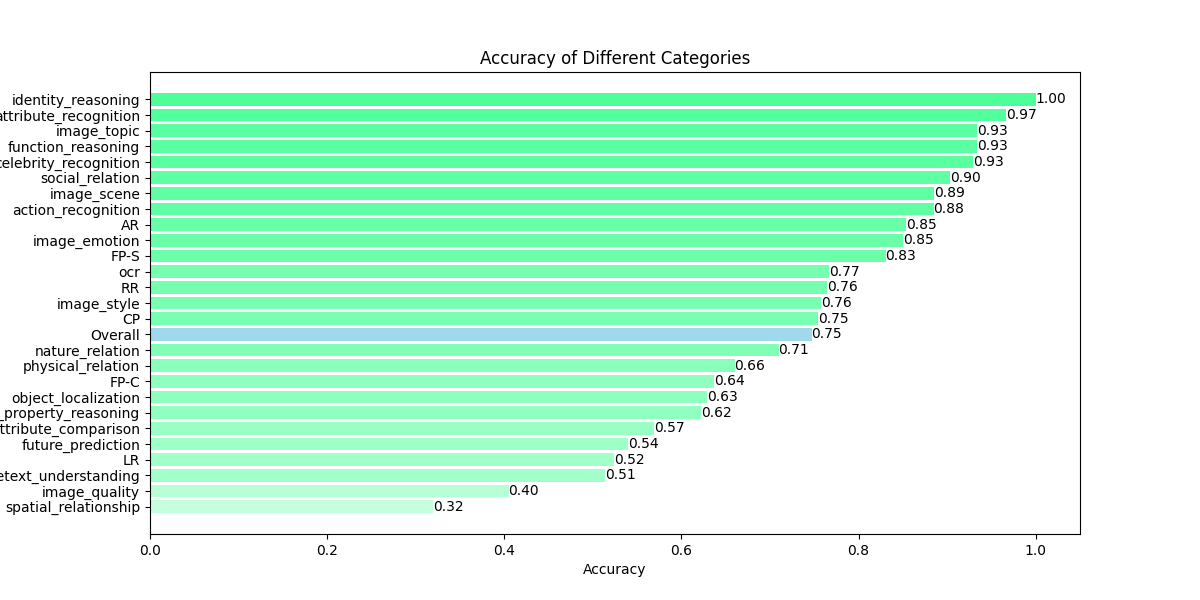 Accuracy of Different Categories
identity_reasoning 1.00
attribute_recognition 0.97
image_topic 0.93
function_reasoning 0.93
celebrity_recognition 0.93
social_relation 0.90
image_scene 0.89
action_recognition 0.88
AR 0.85
image_emotion 0.85
FP-S 0.83
ocr 0.77
RR 0.76
image_style 0.76
CP 0.75
Overall 0.75
nature_relation 0.71
physical_relation 0.66
FP-C 0.64
object_localization 0.63
_property_reasoning 0.62
ttribute_comparison 0.57
future_prediction 0.54
LR 0.52
etext_understanding 0.51
image_quality 0.40
spatial_relationship 0.32
0.0 0.2 0.4 0.6 0.8 1.0
Accuracy